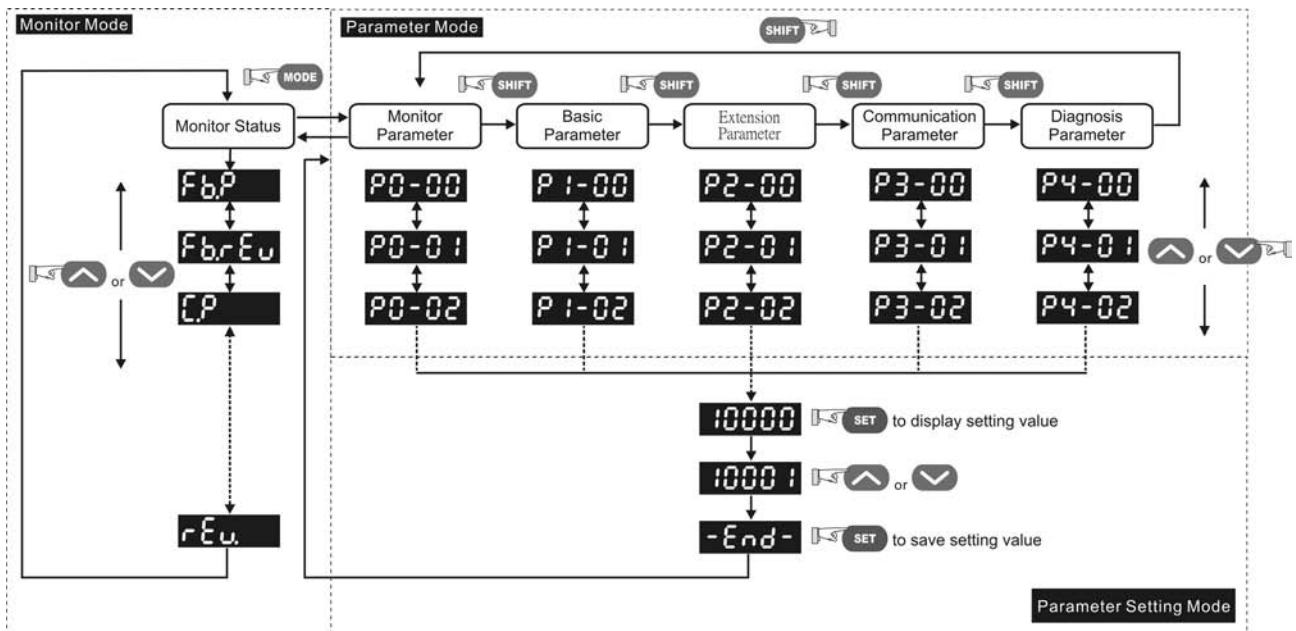 Monitor Mode
Parameter Mode
SHIFT
MODE
SHIFT
SHIFT
SHIFT
SHIFT
Monitor Status
Monitor
Parameter
Basic
Parameter
Extension
Parameter
Communication
Parameter
Diagnosis
Parameter
Fb.P
P0-00
P1-00
P2-00
P3-00
P4-00
Fb.rEu
P0-01
P1-01
P2-01
P3-01
P4-01
or
or
C.P
P0-02
P1-02
P2-02
P3-02
P4-02
10000
SET to display setting value
10001
or
rEu.
-End-
SET to save setting value
Parameter Setting Mode